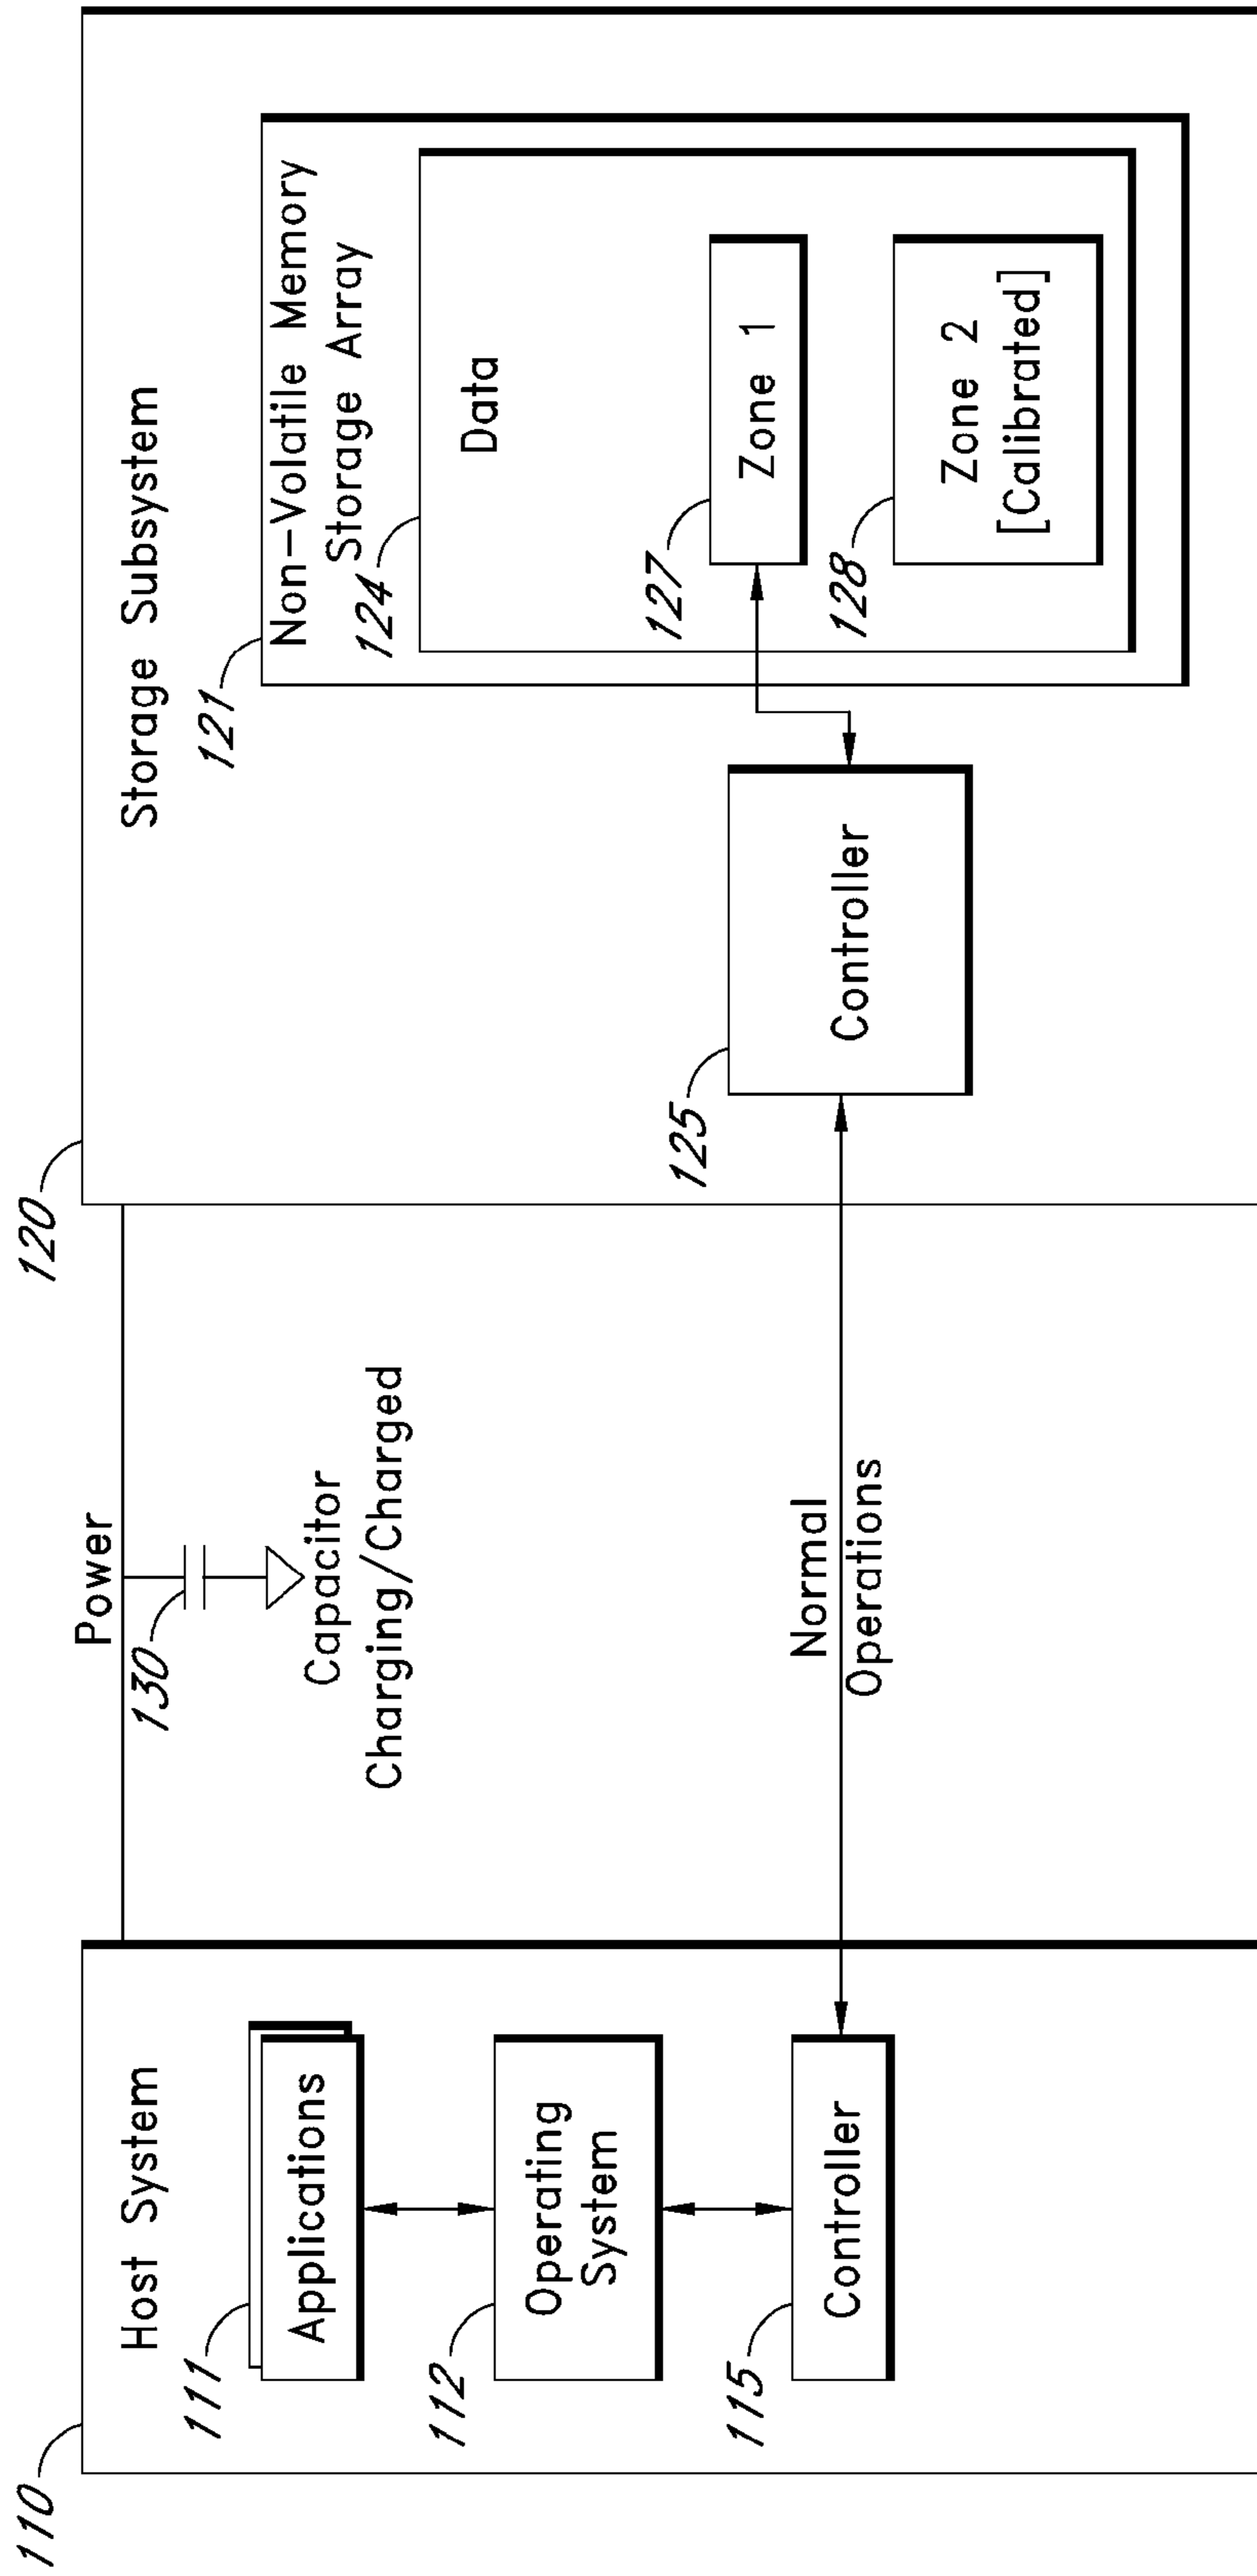 110
Host System
111
Applications
112
Operating
System
115
Controller
Power
130
Capacitor
Charging/Charged
Normal
Operations
120
Storage Subsystem
121
Non-Volatile Memory
Storage Array
124
Data
125
Controller
127
Zone 1
128
Zone 2
[Calibrated]